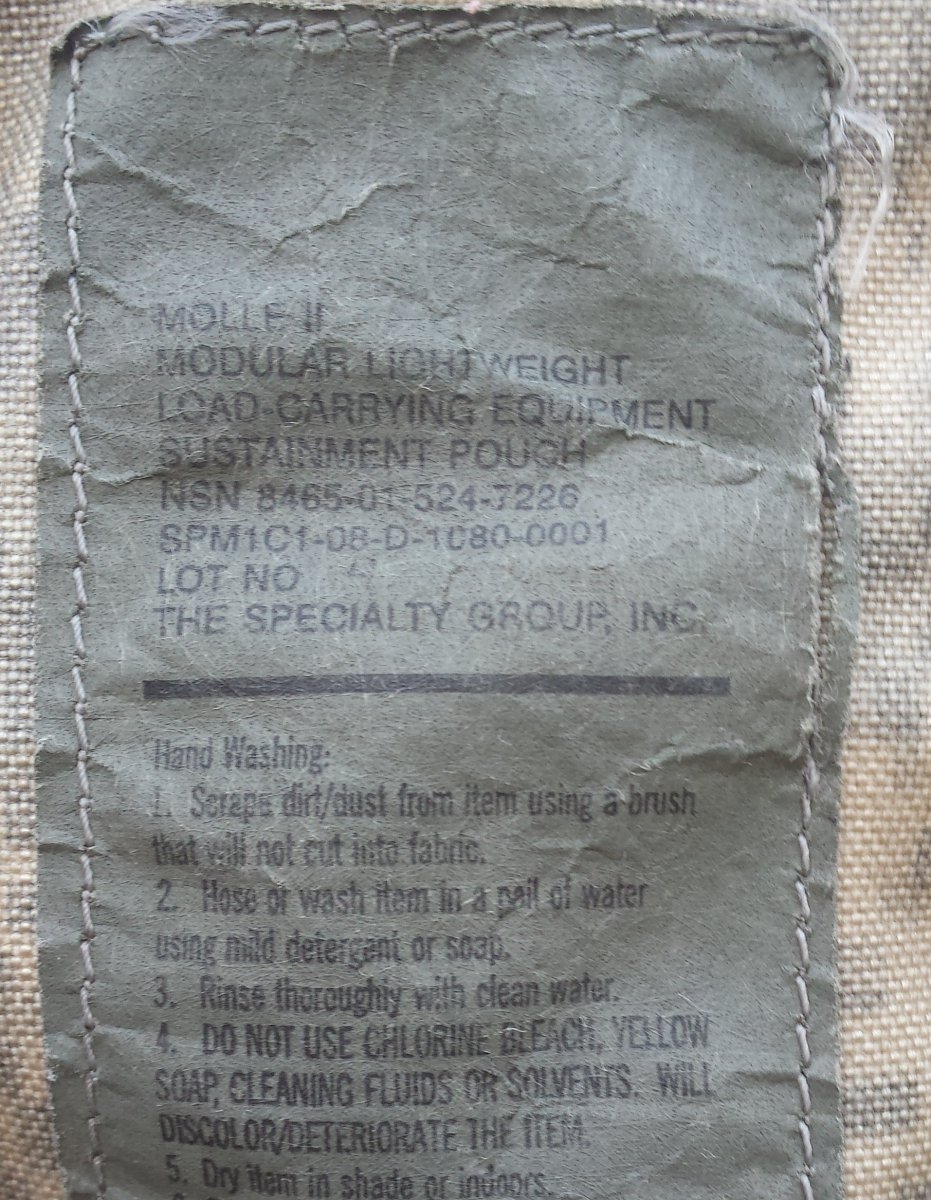 MOLLE II
MODULAR LIGHTWEIGHT
LOAD-CARRYING EQUIPMENT
SUSTAINMENT POUCH
NSN 8465-01-524-7226
SPM1C1-08-D-1080-0001
LOT NO
THE SPECIALTY GROUP, INC.
Hand Washing:
1. Scrape dirt/dust from item using a brush
that will not cut into fabric.
2. Hose or wash item in a pail of water
using mild detergent or soap.
3. Rinse thoroughly with clean water.
4. DO NOT USE CHLORINE BLEACH, YELLOW
SOAP, CLEANING FLUIDS OR SOLVENTS. WILL
DISCOLOR/DETERIORATE THE ITEM.
5. Dry item in shade or indoors.